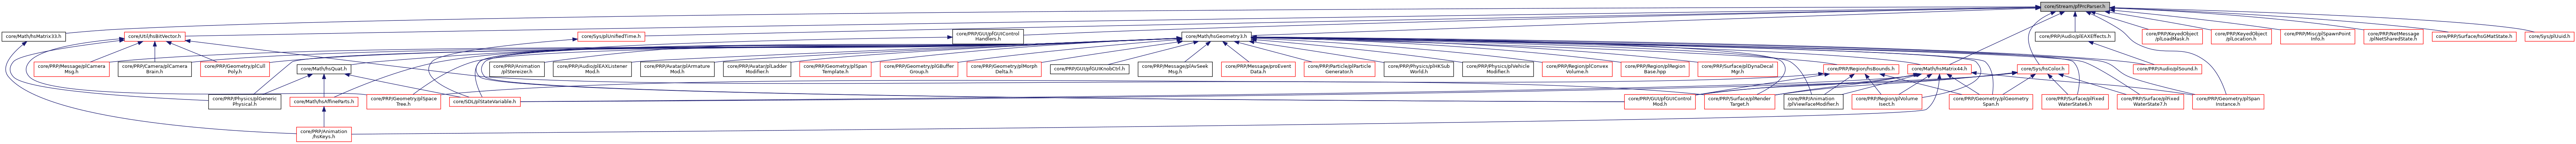 core/Stream/pfPrcParser.h
core/Math/hsMatrix33.h
core/Util/hsBitVector.h
core/Sys/plUnifiedTime.h
core/PRP/GUI/pfGUIControl
Handlers.h
core/Math/hsGeometry3.h
core/PRP/Audio/plEAXEffects.h
core/PRP/KeyedObject
/plLoadMask.h
core/PRP/KeyedObject
/plLocation.h
core/PRP/Misc/plSpawnPoint
Info.h
core/PRP/NetMessage
/plNetSharedState.h
core/PRP/Surface/hsGMatState.h
core/Sys/plUuid.h
core/PRP/Message/plCamera
Msg.h
core/PRP/Camera/plCamera
Brain.h
core/PRP/Geometry/plCull
Poly.h
core/Math/hsQuat.h
core/PRP/Animation
/plStereizer.h
core/PRP/Audio/plEAXListener
Mod.h
core/PRP/Avatar/plArmature
Mod.h
core/PRP/Avatar/plLadder
Modifier.h
core/PRP/Geometry/plSpan
Template.h
core/PRP/Geometry/plGBuffer
Group.h
core/PRP/Geometry/plMorph
Delta.h
core/PRP/GUI/pfGUIKnobCtrl.h
core/PRP/Message/plAvSeek
Msg.h
core/PRP/Message/proEvent
Data.h
core/PRP/Particle/plParticle
Generator.h
core/PRP/Physics/plHKSub
World.h
core/PRP/Physics/plVehicle
Modifier.h
core/PRP/Region/plConvex
Volume.h
core/PRP/Region/plRegion
Base.hpp
core/PRP/Surface/plDynaDecal
Mgr.h
core/PRP/Region/hsBounds.h
core/Math/hsMatrix44.h
core/Sys/hsColor.h
core/PRP/Audio/plSound.h
core/PRP/Physics/plGeneric
Physical.h
core/Math/hsAffineParts.h
core/PRP/Geometry/plSpace
Tree.h
core/SDL/plStateVariable.h
core/PRP/GUI/pfGUIControl
Mod.h
core/PRP/Surface/plRender
Target.h
core/PRP/Animation
/plViewFaceModifier.h
core/PRP/Region/plVolume
Isect.h
core/PRP/Geometry/plGeometry
Span.h
core/PRP/Surface/plFixed
WaterState6.h
core/PRP/Surface/plFixed
WaterState7.h
core/PRP/Geometry/plSpan
Instance.h
core/PRP/Animation
/hsKeys.h